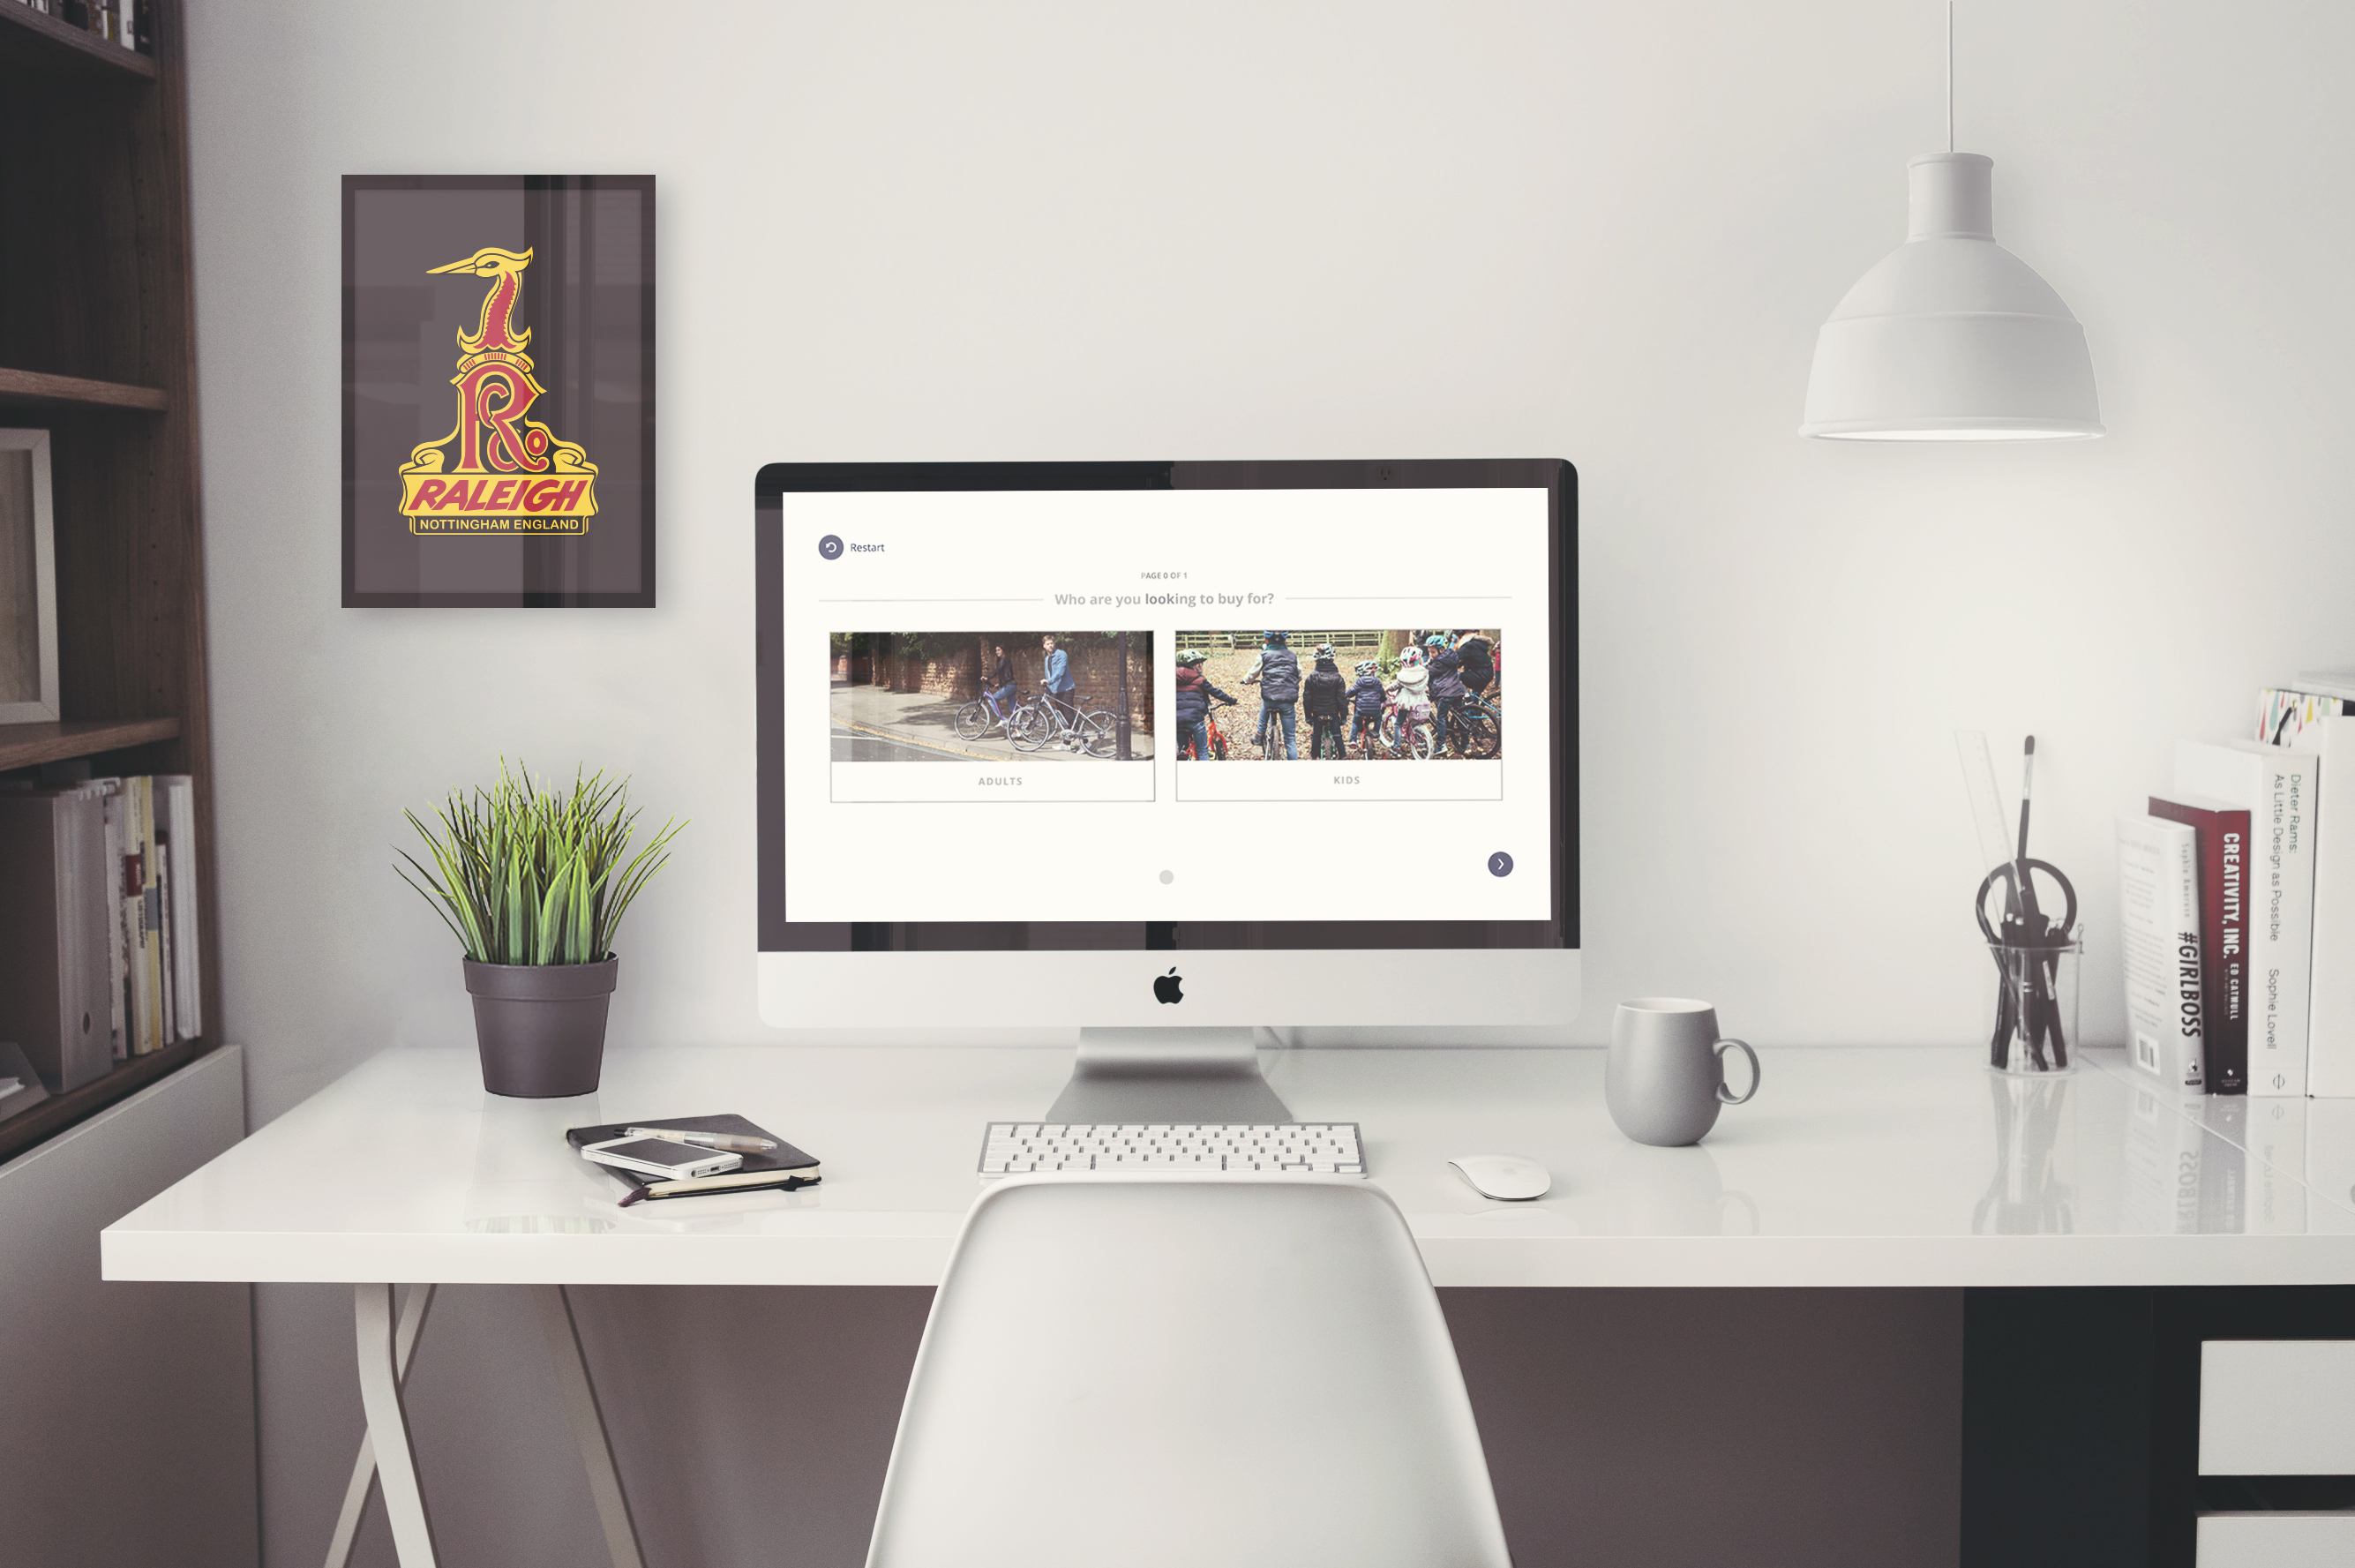 R Co
RALEIGH
NOTTINGHAM ENGLAND
Restart
PAGE 0 OF 1
Who are you looking to buy for?
ADULTS
KIDS
#GIRLBOSS
CREATIVITY, INC.
ED CATMULL
Dieter Rams:
As Little Design as Possible
Sophie Lovell